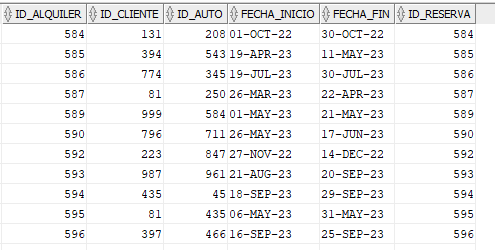 ID_ALQUILER ID_CLIENTE ID_AUTO FECHA_INICIO FECHA_FIN ID_RESERVA
584 131 208 01-OCT-22 30-OCT-22 584
585 394 543 19-APR-23 11-MAY-23 585
586 774 345 19-JUL-23 30-JUL-23 586
587 81 250 26-MAR-23 22-APR-23 587
589 999 584 01-MAY-23 21-MAY-23 589
590 796 711 26-MAY-23 17-JUN-23 590
592 223 847 27-NOV-22 14-DEC-22 592
593 987 961 21-AUG-23 20-SEP-23 593
594 435 45 18-SEP-23 29-SEP-23 594
595 81 435 06-MAY-23 31-MAY-23 595
596 397 466 16-SEP-23 25-SEP-23 596